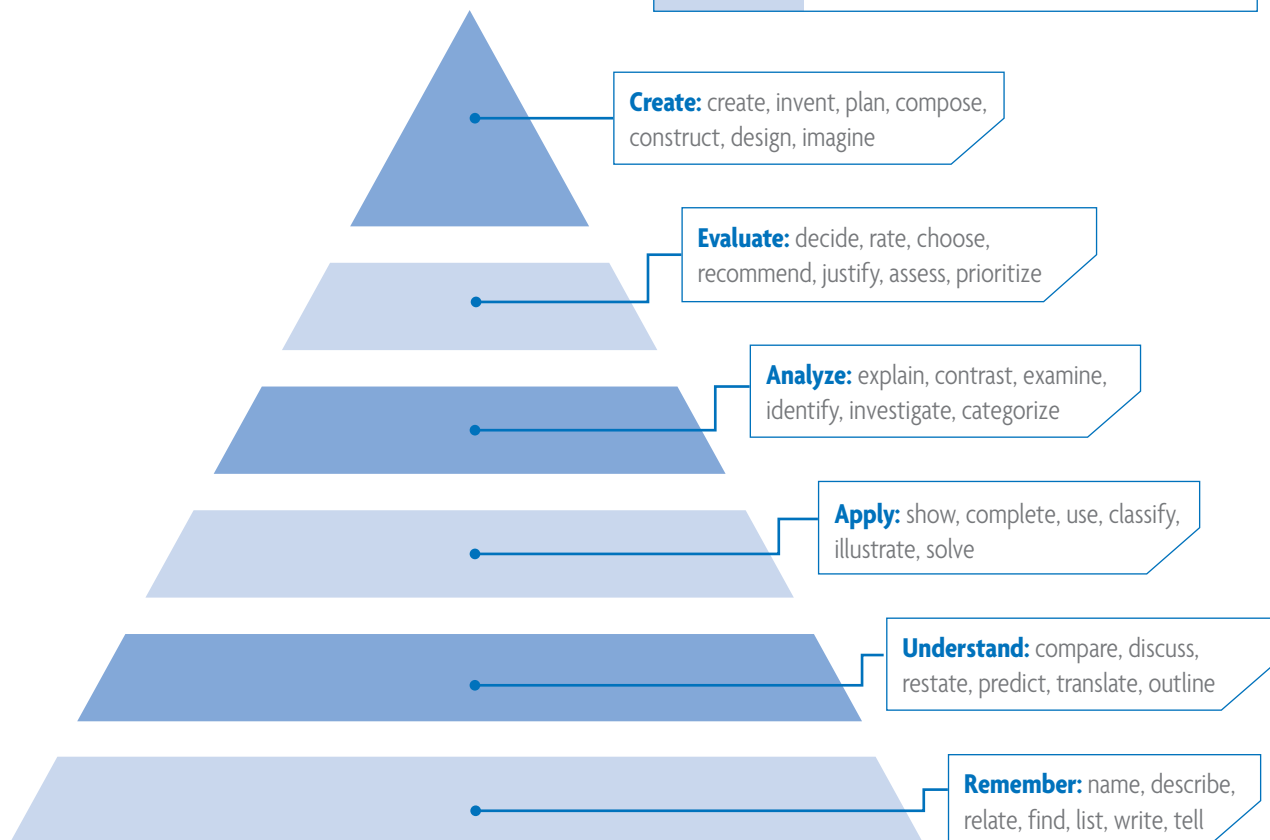 Create: create, invent, plan, compose,
construct, design, imagine
Evaluate: decide, rate, choose,
recommend, justify, assess, prioritize
Analyze: explain, contrast, examine,
identify, investigate, categorize
Apply: show, complete, use, classify,
illustrate, solve
Understand: compare, discuss,
restate, predict, translate, outline
Remember: name, describe,
relate, find, list, write, tell